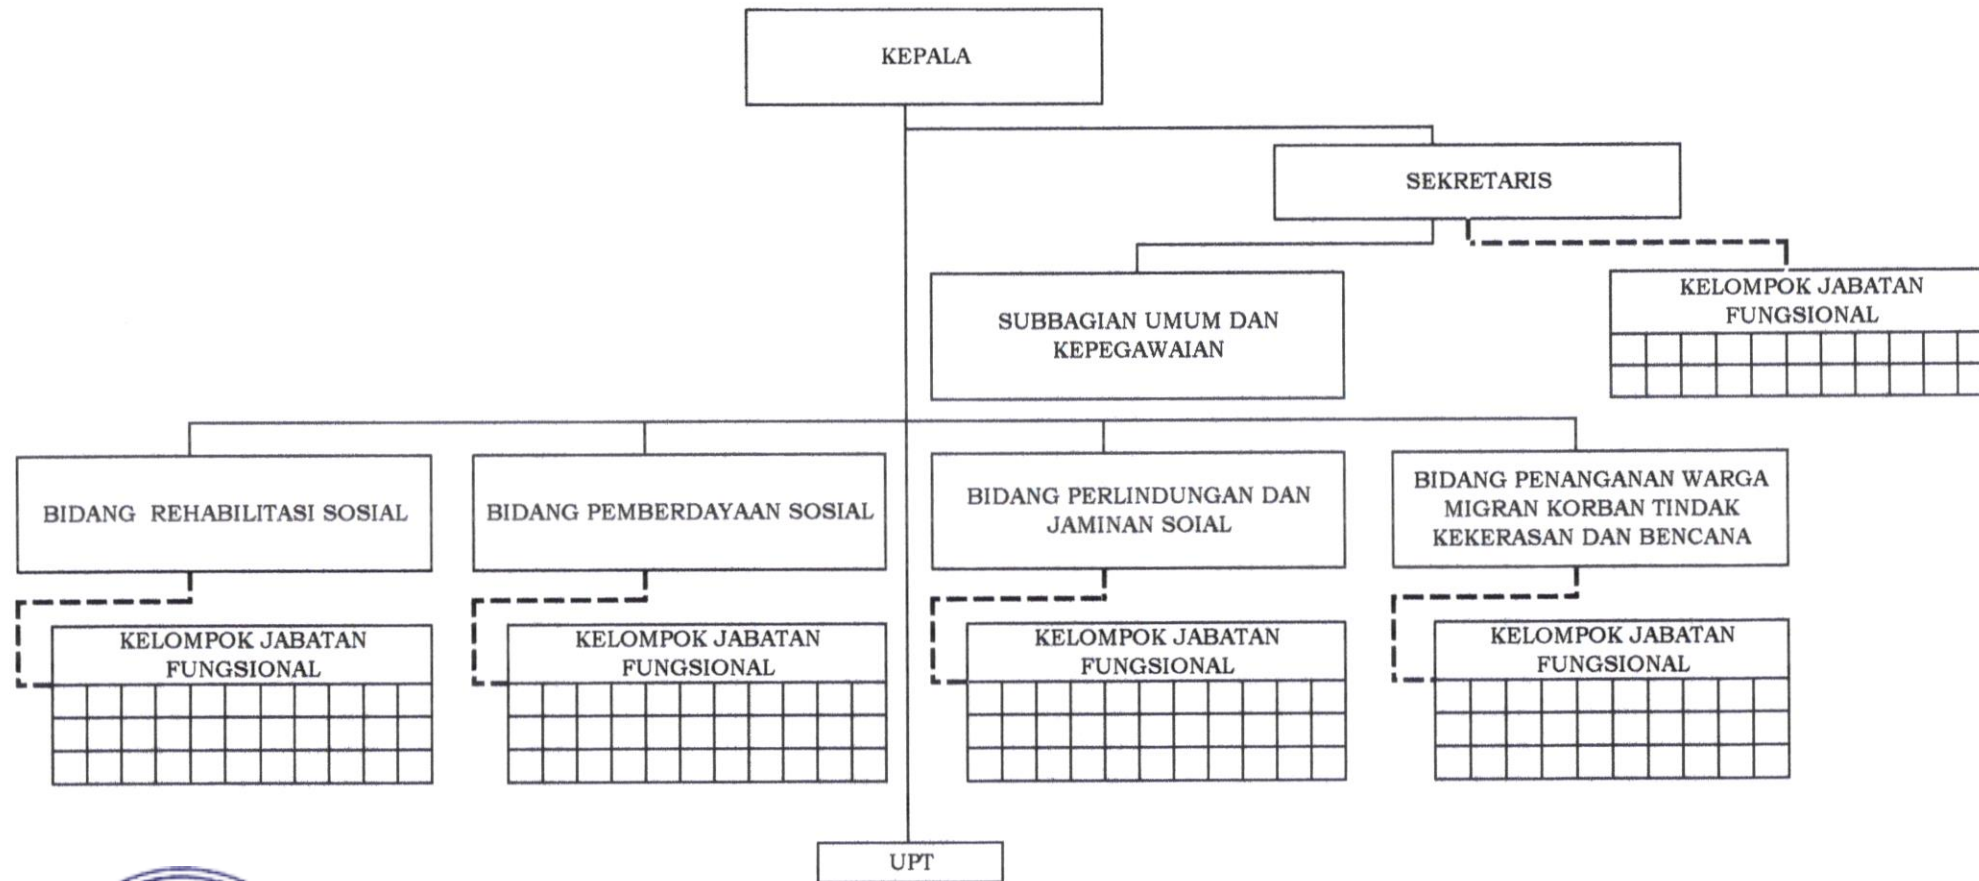 KEPALA
SEKRETARIS
SUBBAGIAN UMUM DAN
KEPEGAWAIAN
KELOMPOK JABATAN
FUNGSIONAL
BIDANG REHABILITASI SOSIAL
BIDANG PEMBERDAYAAN SOSIAL
BIDANG PERLINDUNGAN DAN
JAMINAN SOIAL
BIDANG PENANGANAN WARGA
MIGRAN KORBAN TINDAK
KEKERASAN DAN BENCANA
KELOMPOK JABATAN
FUNGSIONAL
KELOMPOK JABATAN
FUNGSIONAL
KELOMPOK JABATAN
FUNGSIONAL
KELOMPOK JABATAN
FUNGSIONAL
UPT